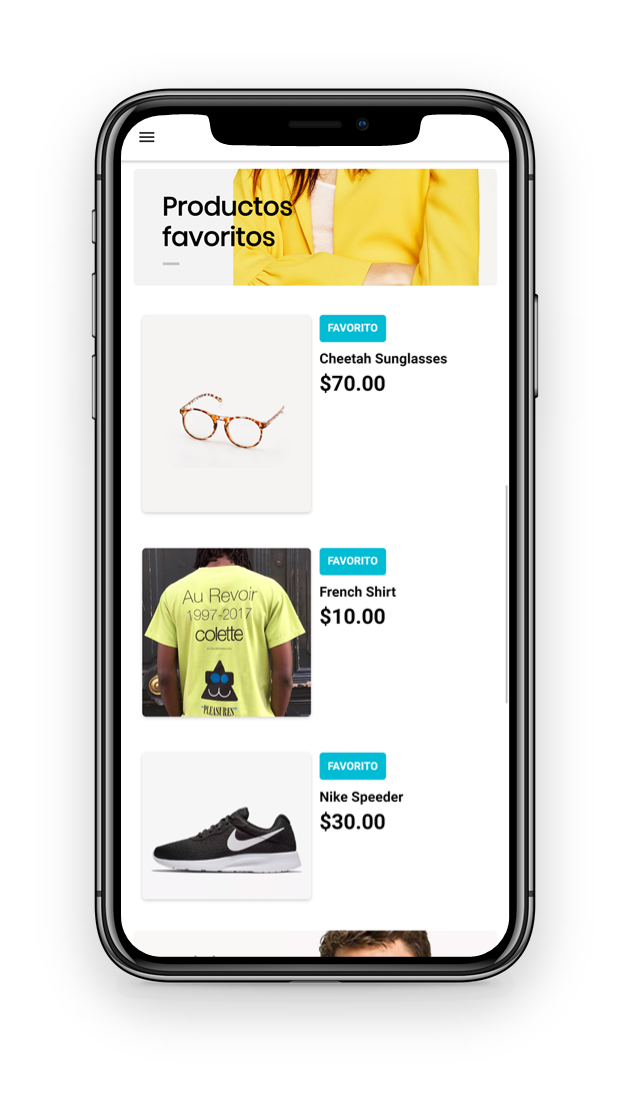 Productos
favoritos
FAVORITO
Cheetah Sunglasses
$70.00
Au Revoir
1997-2017
colette
"PLEASURES"
FAVORITO
French Shirt
$10.00
FAVORITO
Nike Speeder
$30.00